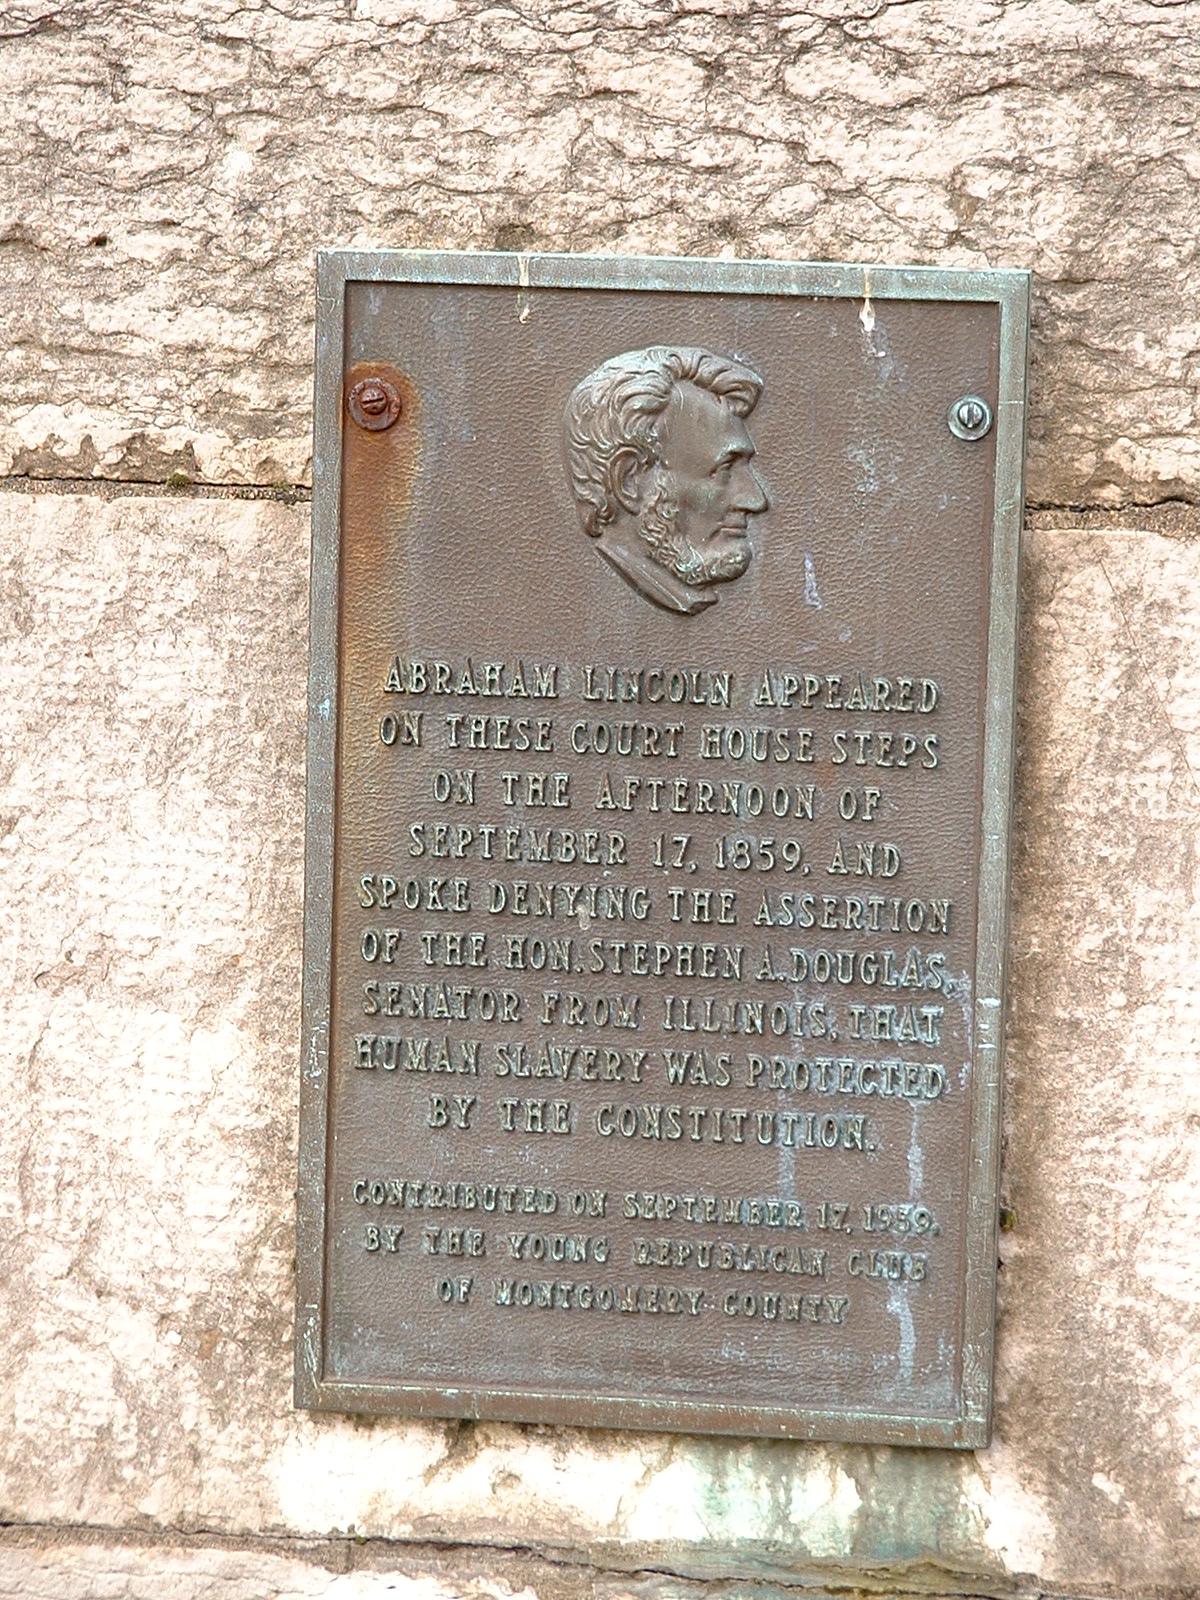 ABRAHAM LINCOLN APPEARED
ON THESE COURT HOUSE STEPS
ON THE AFTERNOON OF
SEPTEMBER 17, 1859, AND
SPOKE DENYING THE ASSERTION
OF THE HON. STEPHEN A. DOUGLAS,
SENATOR FROM ILLINOIS, THAT
HUMAN SLAVERY WAS PROTECTED
BY THE CONSTITUTION.
CONTRIBUTED ON SEPTEMBER 17, 1959,
BY THE YOUNG REPUBLICAN CLUB
OF MONTGOMERY COUNTY